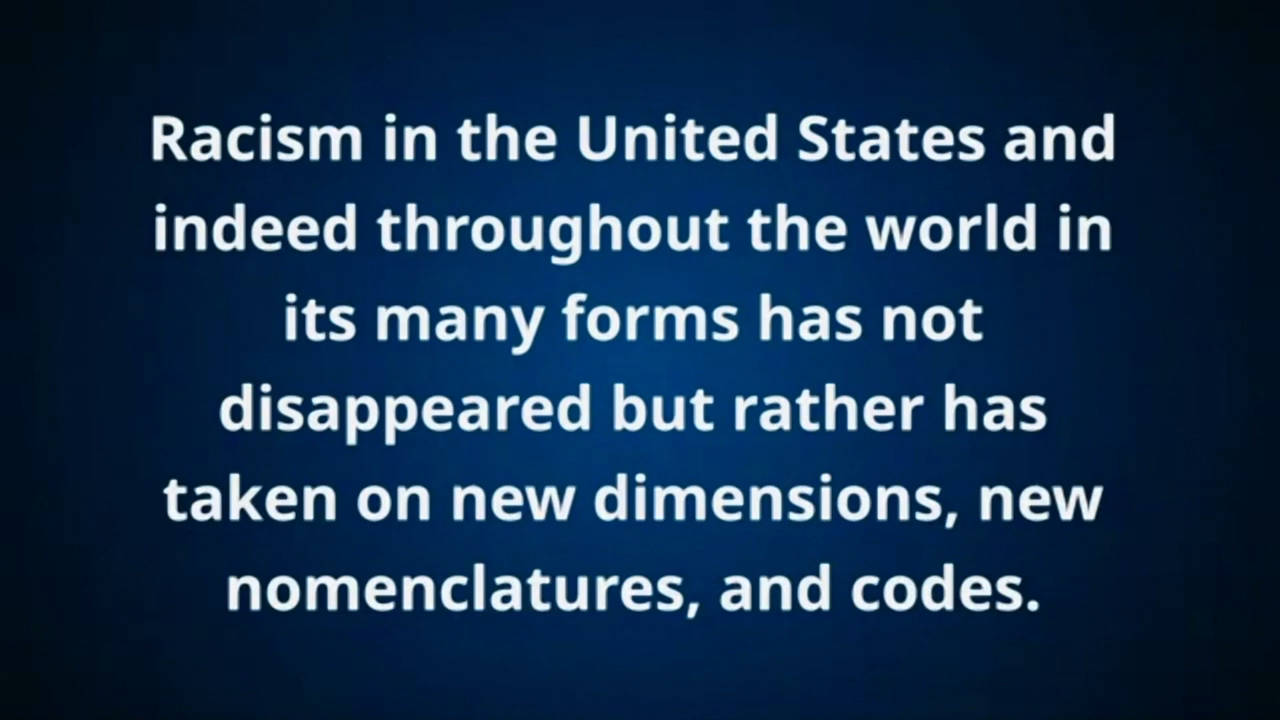 Racism in the United States and
indeed throughout the world in
its many forms has not
disappeared but rather has
taken on new dimensions, new
nomenclatures, and codes.